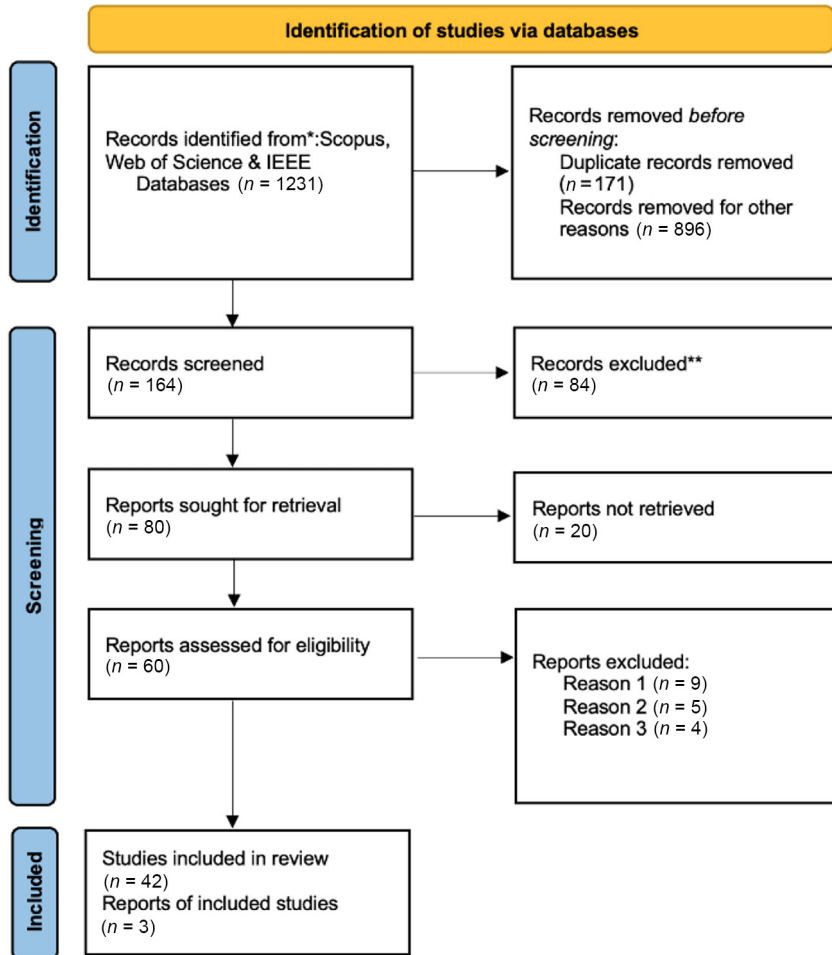 Identification of studies via databases
Identification
Records identified from*:Scopus,
Web of Science & IEEE
Databases (n = 1231)
Records removed before
screening:
Duplicate records removed
(n = 171)
Records removed for other
reasons (n = 896)
Screening
Records screened
(n = 164)
Records excluded**
(n = 84)
Reports sought for retrieval
(n = 80)
Reports not retrieved
(n = 20)
Reports assessed for eligibility
(n = 60)
Reports excluded:
Reason 1 (n = 9)
Reason 2 (n = 5)
Reason 3 (n = 4)
Included
Studies included in review
(n = 42)
Reports of included studies
(n = 3)